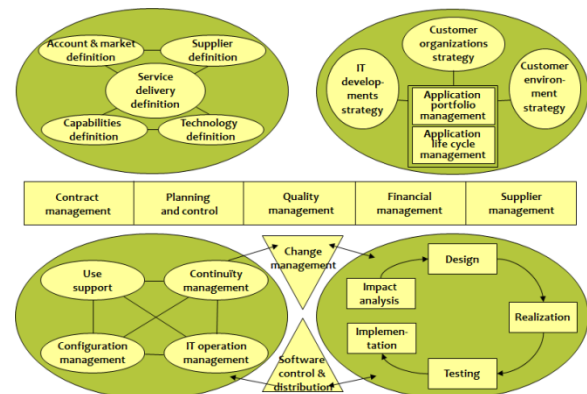 Account & market
definition
Supplier
definition
Service
delivery
definition
Capabilities
definition
Technology
definition
Customer
organizations
strategy
IT
develop-
ments
strategy
Customer
environ-
ment
strategy
Application
portfolio
management
Application
life cycle
management
Contract
management
Planning
and control
Quality
management
Financial
management
Supplier
management
Use
support
Continuïty
management
Configuration
management
IT operation
management
Change
management
Software
control &
distribution
Design
Impact
analysis
Realization
Implemen-
tation
Testing